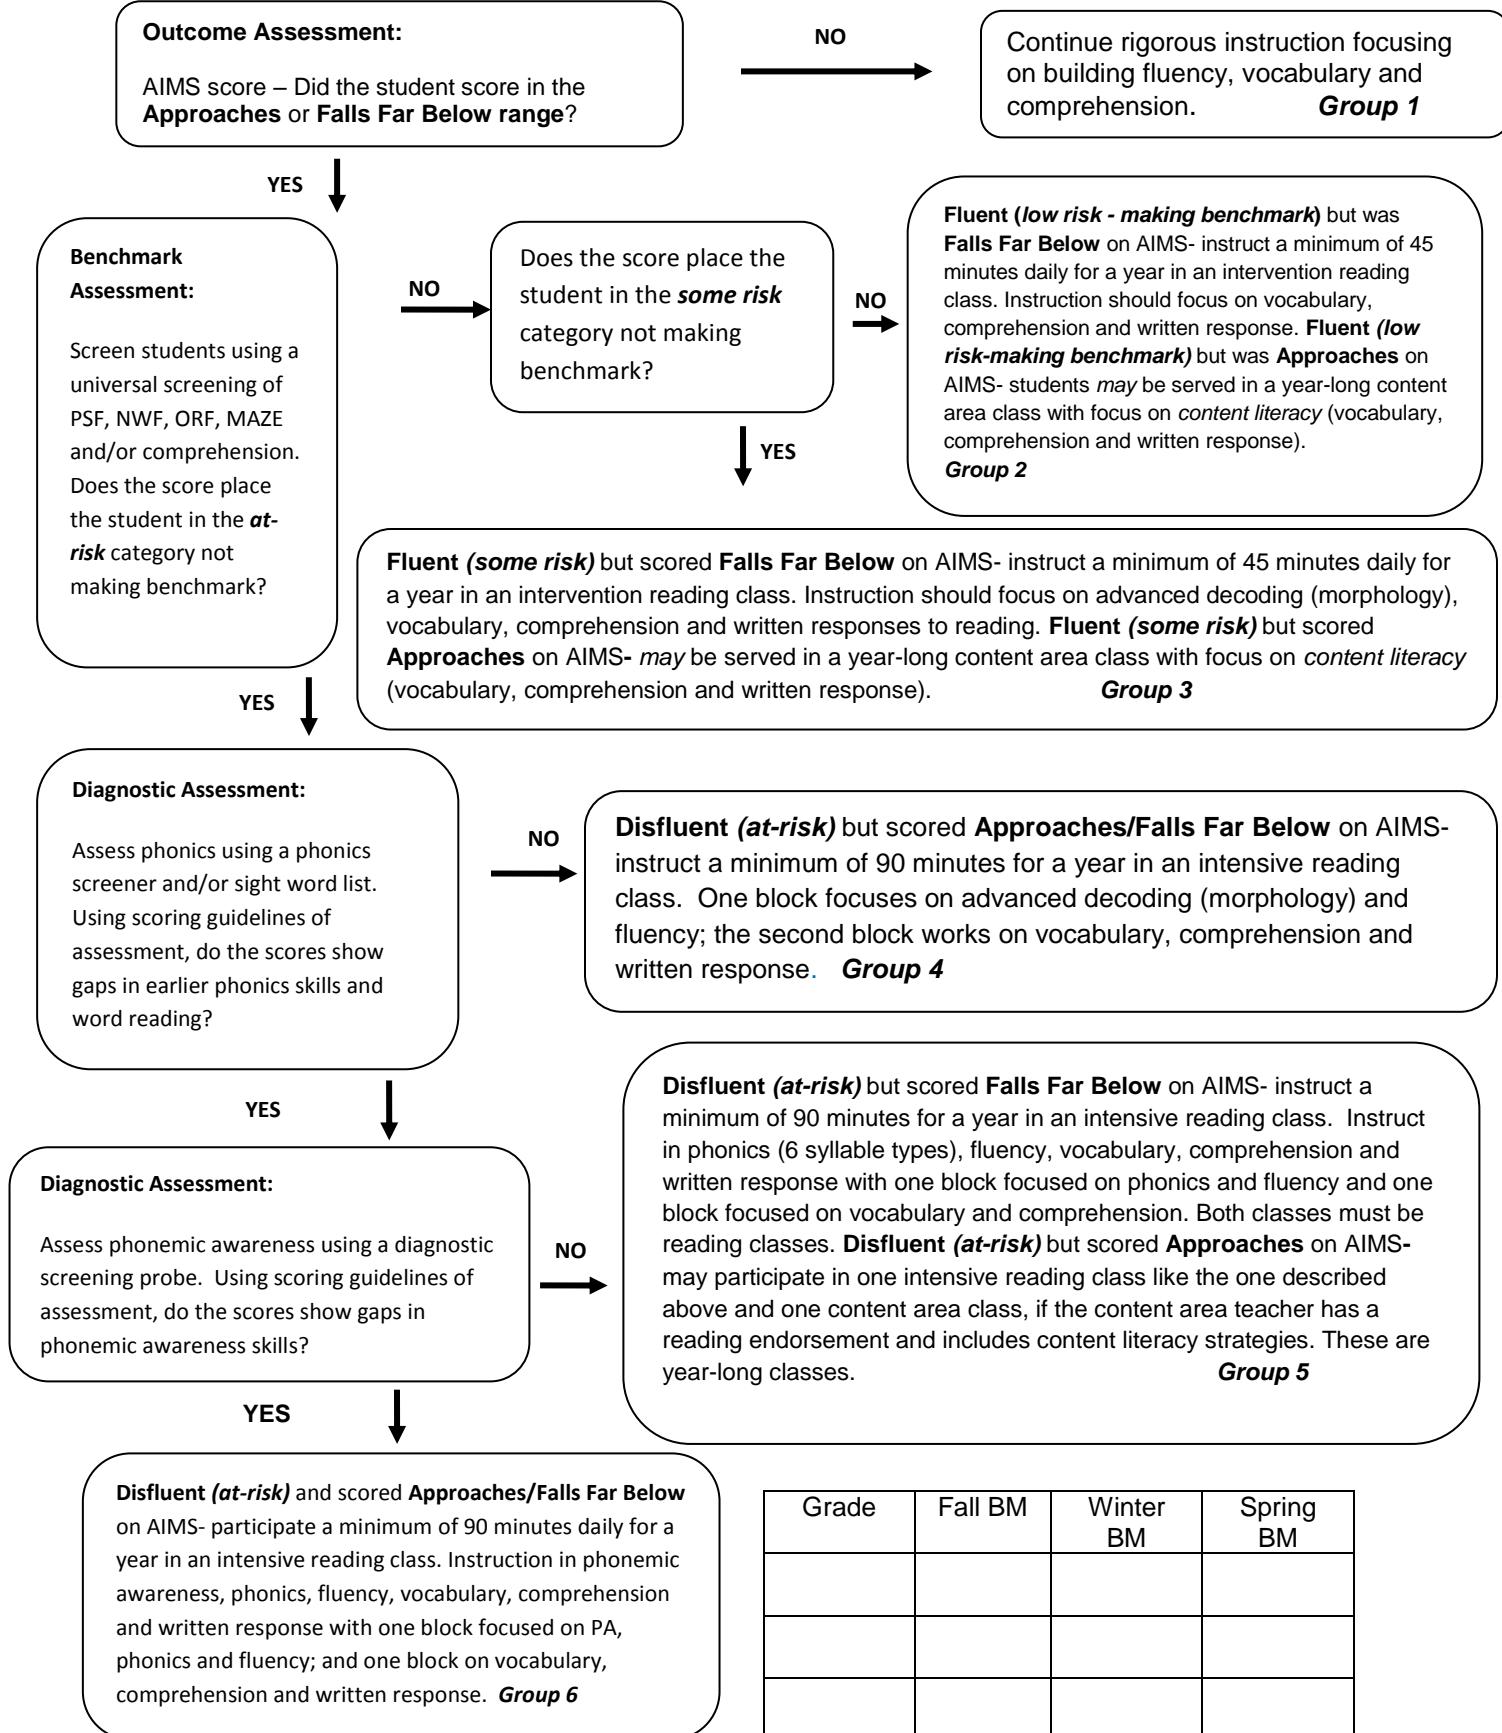 Outcome Assessment:
AIMS score – Did the student score in the
Approaches or Falls Far Below range?
NO
Continue rigorous instruction focusing
on building fluency, vocabulary and
comprehension. Group 1
YES
Benchmark
Assessment:
Screen students using a
universal screening of
PSF, NWF, ORF, MAZE
and/or comprehension.
Does the score place
the student in the at-
risk category not
making benchmark?
NO
Does the score place the
student in the some risk
category not making
benchmark?
NO
Fluent (low risk - making benchmark) but was
Falls Far Below on AIMS- instruct a minimum of 45
minutes daily for a year in an intervention reading
class. Instruction should focus on vocabulary,
comprehension and written response. Fluent (low
risk-making benchmark) but was Approaches on
AIMS- students may be served in a year-long content
area class with focus on content literacy (vocabulary,
comprehension and written response).
Group 2
YES
Fluent (some risk) but scored Falls Far Below on AIMS- instruct a minimum of 45 minutes daily for
a year in an intervention reading class. Instruction should focus on advanced decoding (morphology),
vocabulary, comprehension and written responses to reading. Fluent (some risk) but scored
Approaches on AIMS- may be served in a year-long content area class with focus on content literacy
(vocabulary, comprehension and written response). Group 3
YES
Diagnostic Assessment:
Assess phonics using a phonics
screener and/or sight word list.
Using scoring guidelines of
assessment, do the scores show
gaps in earlier phonics skills and
word reading?
NO
Disfluent (at-risk) but scored Approaches/Falls Far Below on AIMS-
instruct a minimum of 90 minutes for a year in an intensive reading
class. One block focuses on advanced decoding (morphology) and
fluency; the second block works on vocabulary, comprehension and
written response. Group 4
YES
Diagnostic Assessment:
Assess phonemic awareness using a diagnostic
screening probe. Using scoring guidelines of
assessment, do the scores show gaps in
phonemic awareness skills?
NO
Disfluent (at-risk) but scored Falls Far Below on AIMS- instruct a
minimum of 90 minutes for a year in an intensive reading class. Instruct
in phonics (6 syllable types), fluency, vocabulary, comprehension and
written response with one block focused on phonics and fluency and one
block focused on vocabulary and comprehension. Both classes must be
reading classes. Disfluent (at-risk) but scored Approaches on AIMS-
may participate in one intensive reading class like the one described
above and one content area class, if the content area teacher has a
reading endorsement and includes content literacy strategies. These are
year-long classes. Group 5
YES
Disfluent (at-risk) and scored Approaches/Falls Far Below
on AIMS- participate a minimum of 90 minutes daily for a
year in an intensive reading class. Instruction in phonemic
awareness, phonics, fluency, vocabulary, comprehension
and written response with one block focused on PA,
phonics and fluency; and one block on vocabulary,
comprehension and written response. Group 6
Grade Fall BM Winter Spring
BM BM